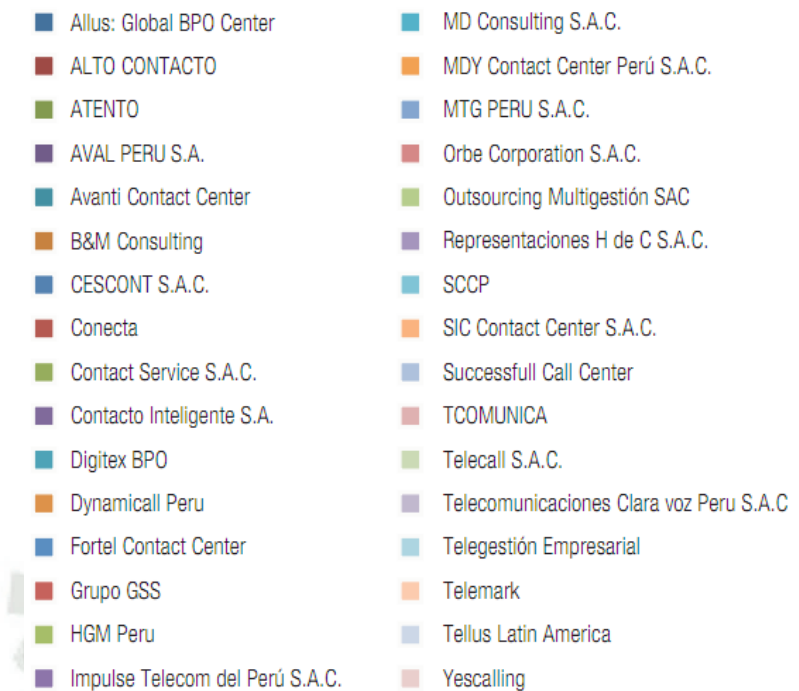 Allus: Global BPO Center
ALTO CONTACTO
ATENTO
AVAL PERU S.A.
Avanti Contact Center
B&M Consulting
CESCONT S.A.C.
Conecta
Contact Service S.A.C.
Contacto Inteligente S.A.
Digitex BPO
Dynamicall Peru
Fortel Contact Center
Grupo GSS
HGM Peru
Impulse Telecom del Perú S.A.C.
MD Consulting S.A.C.
MDY Contact Center Perú S.A.C.
MTG PERU S.A.C.
Orbe Corporation S.A.C.
Outsourcing Multigestión SAC
Representaciones H de C S.A.C.
SCCP
SIC Contact Center S.A.C.
Successfull Call Center
TCOMUNICA
Telecall S.A.C.
Telecomunicaciones Clara voz Peru S.A.C
Telegestión Empresarial
Telemark
Tellus Latin America
Yescalling